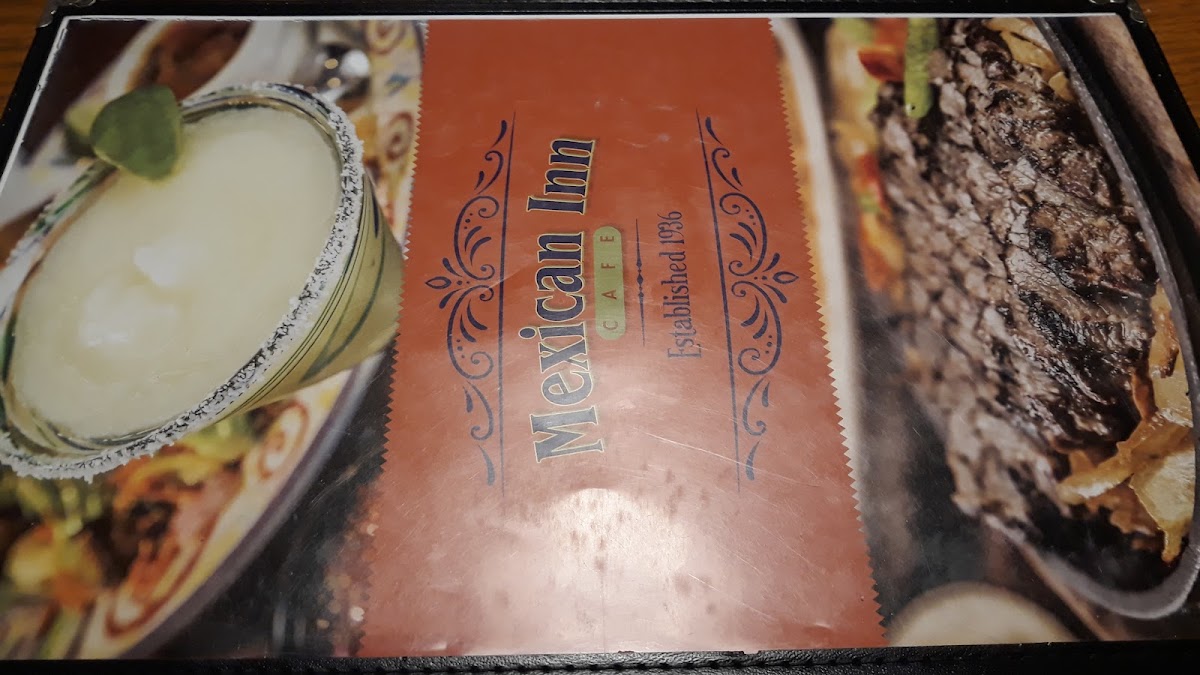 Mexican Inn
CAFE
Established 1936